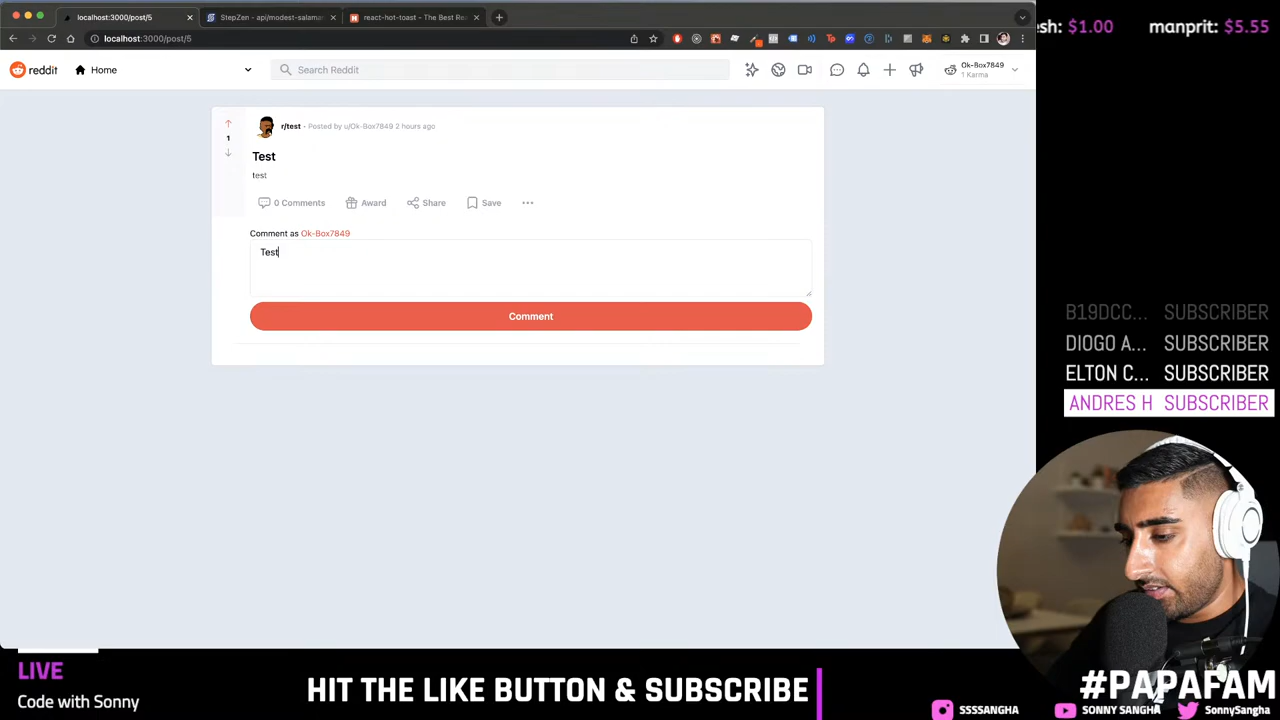 localhost:3000/post/5
StepZen - api/modest-salama
react-hot-toast - The Best Re
localhost:3000/post/5
sh: $1.00 manprit: $5.55
reddit Home
Search Reddit
Ok-Box7849
1 Karma
r/test • Posted by u/Ok-Box7849 2 hours ago
1
Test
test
0 Comments Award Share Save
Comment as Ok-Box7849
Test
Comment
B19DCC... SUBSCRIBER
DIOGO A... SUBSCRIBER
ELTON C... SUBSCRIBER
ANDRES H SUBSCRIBER
LIVE
Code with Sonny
HIT THE LIKE BUTTON & SUBSCRIBE
#PAPAFAM
SSSSANGHA SONNY SANGHA SonnySangha